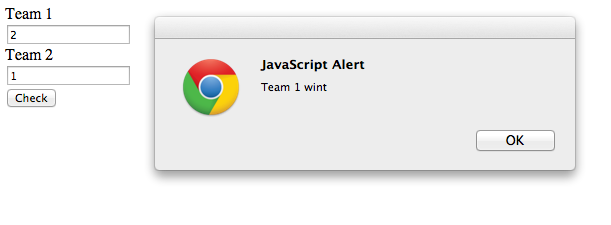 Team 1
2
Team 2
1
Check
JavaScript Alert
Team 1 wint
OK